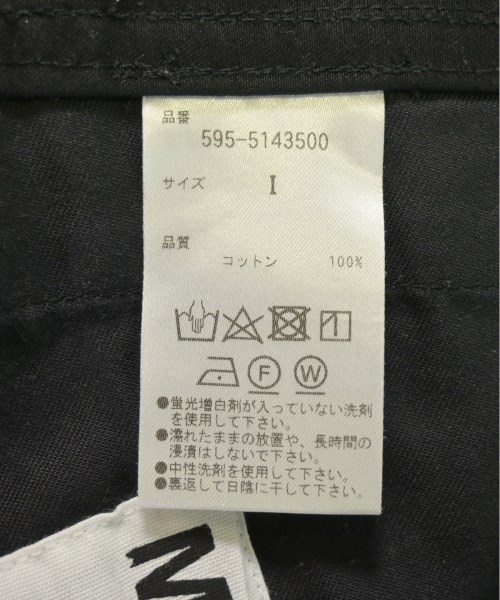 品番
595-5143500
サイズ I
品質
コットン 100%
F W
●蛍光増白剤が入っていない洗剤
を使用して下さい。
●濡れたままの放置や、長時間の
浸漬はしないで下さい。
●中性洗剤を使用して下さい。
●裏返して日陰に干して下さい。
M